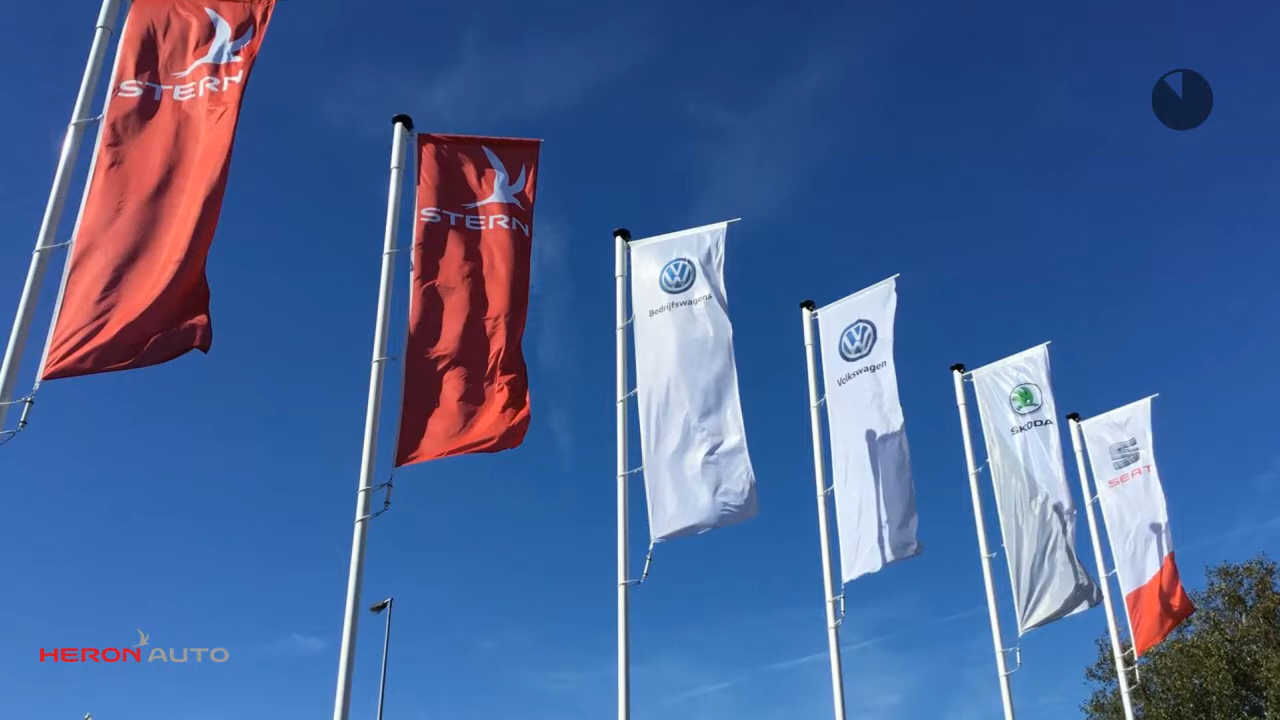 STERN
STERN
Bedrijfswagens
Volkswagen
ŠKODA
SEAT
HERON AUTO